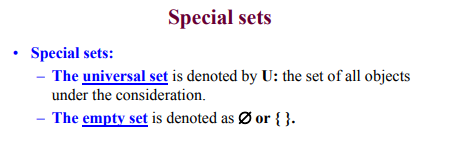 Special sets
• Special sets:
– The universal set is denoted by U: the set of all objects
under the consideration.
– The empty set is denoted as Ø or { }.